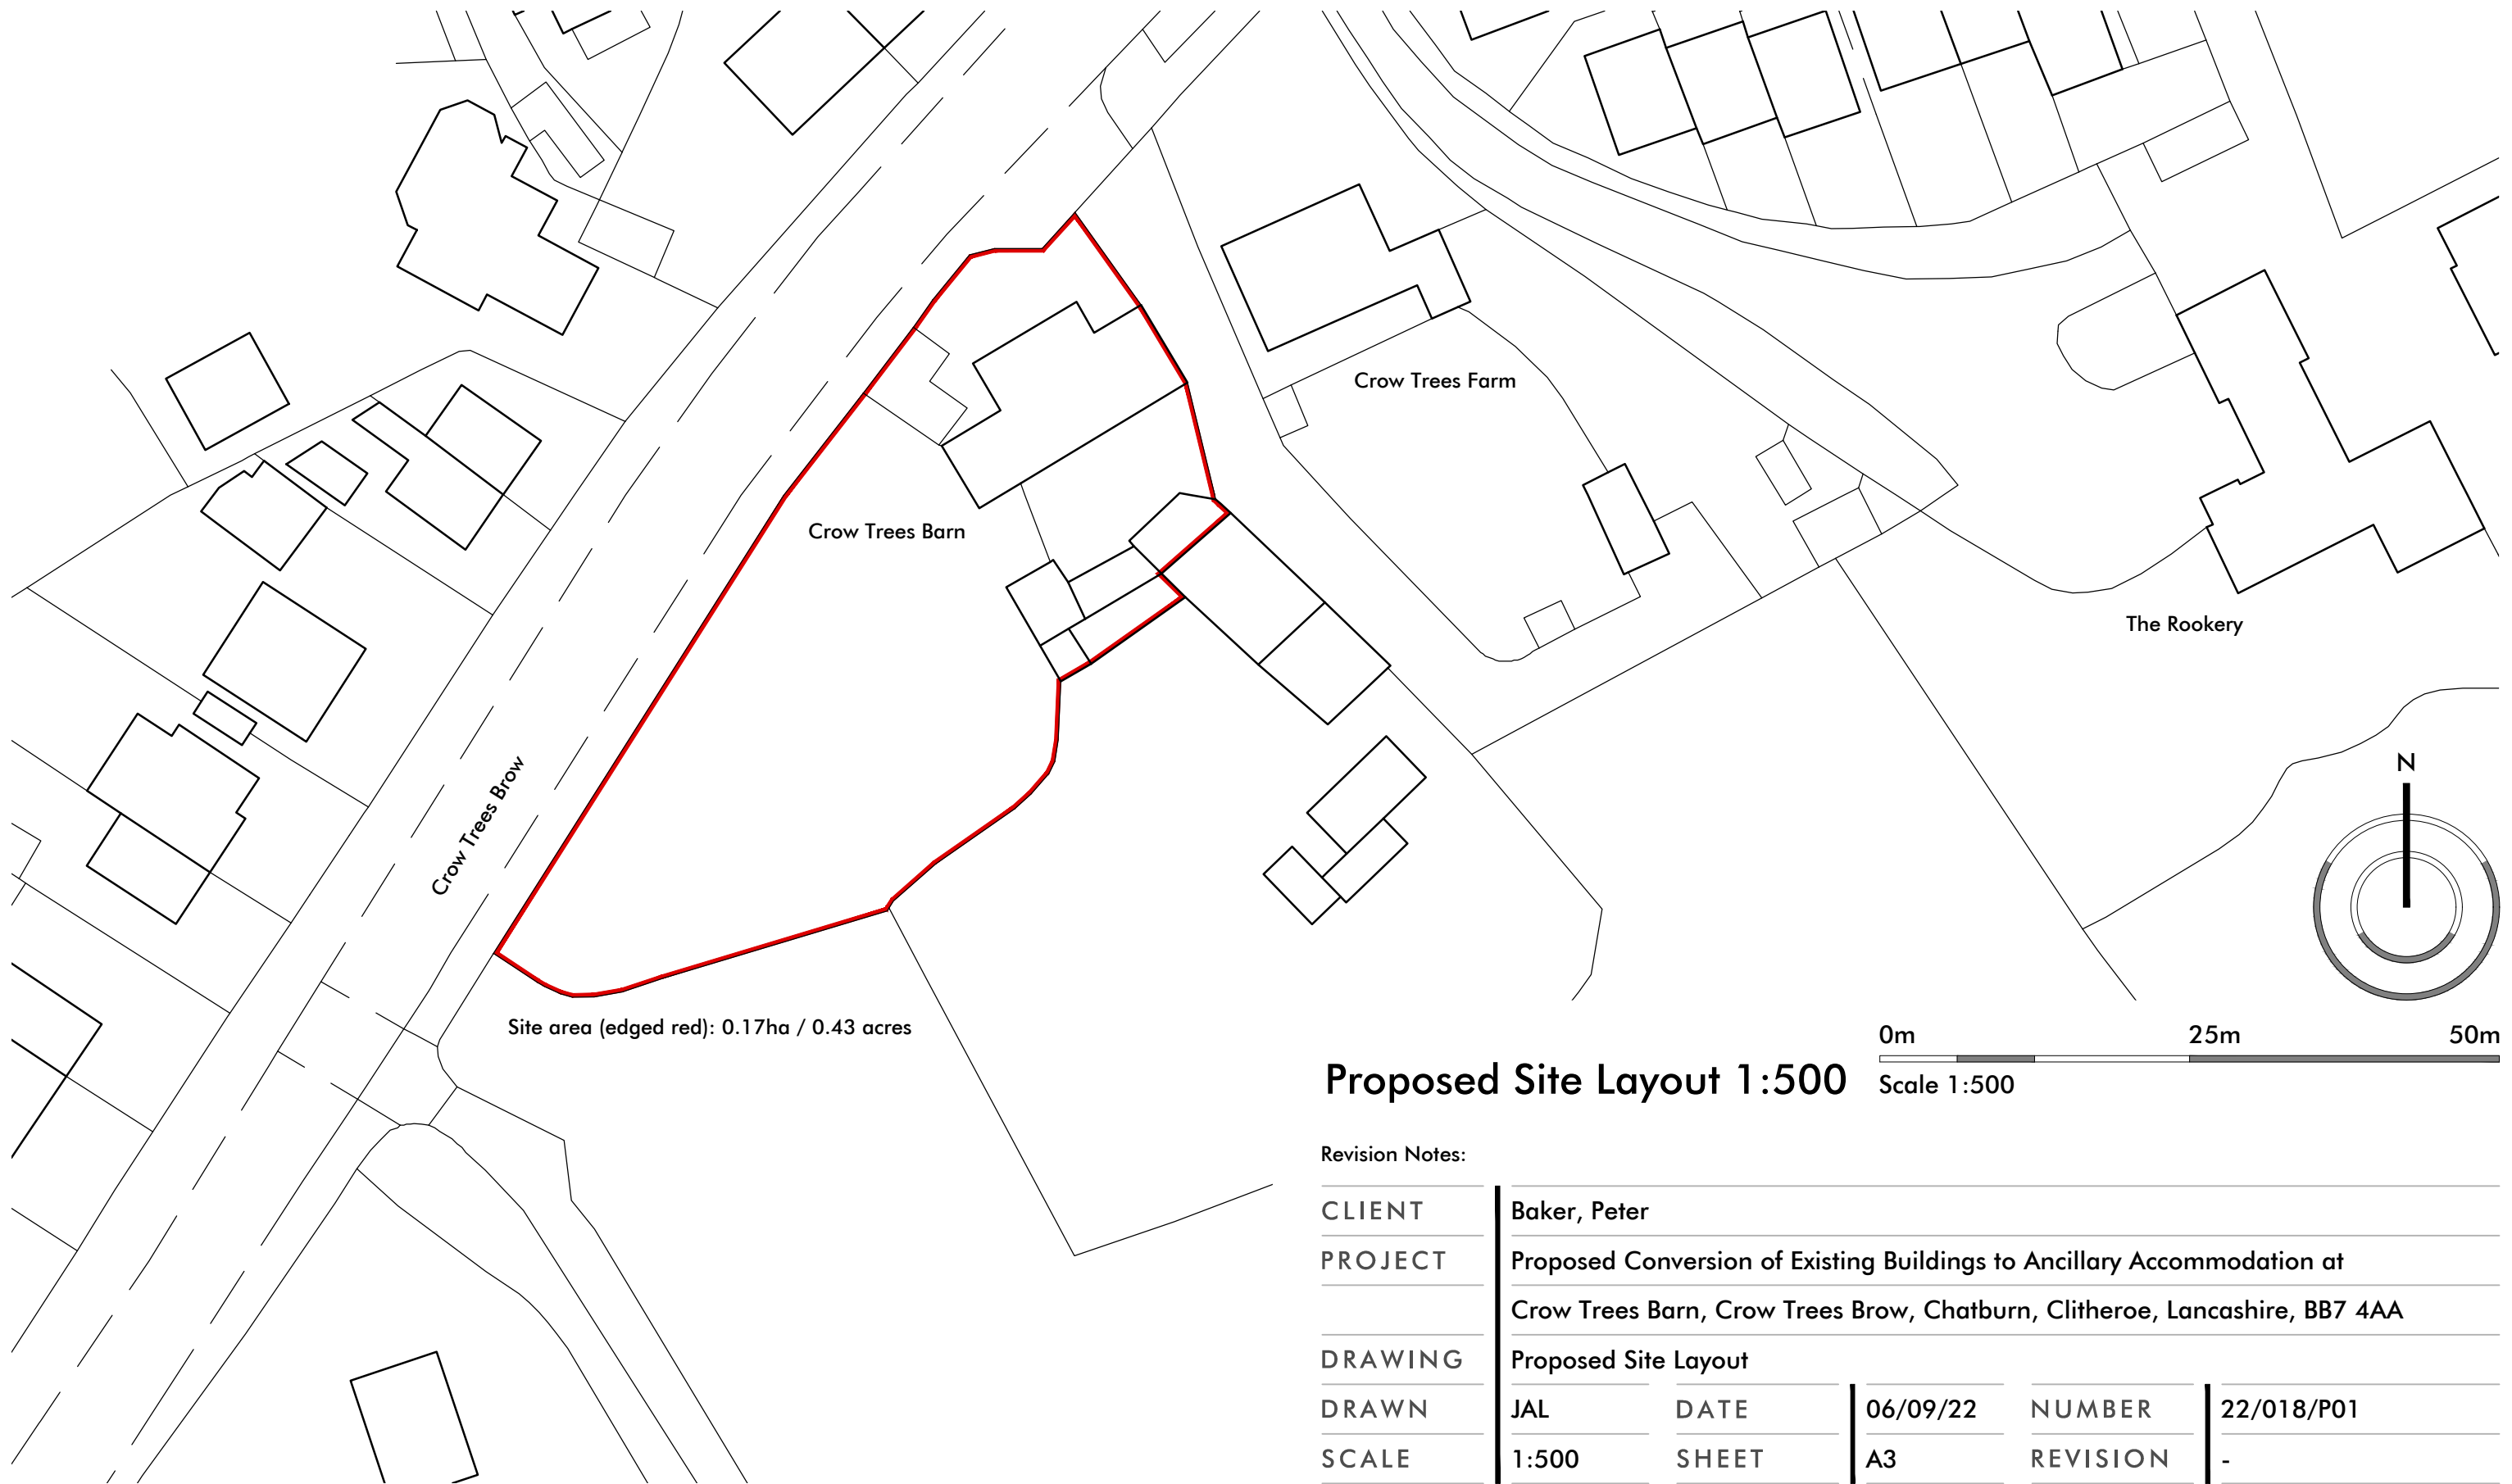 Crow Trees Farm
Crow Trees Barn
The Rookery
Crow Trees Brow
N
Site area (edged red): 0.17ha / 0.43 acres
0m 25m 50m
Proposed Site Layout 1:500
Scale 1:500
Revision Notes:
CLIENT Baker, Peter
PROJECT Proposed Conversion of Existing Buildings to Ancillary Accommodation at
Crow Trees Barn, Crow Trees Brow, Chatburn, Clitheroe, Lancashire, BB7 4AA
DRAWING Proposed Site Layout
DRAWN JAL DATE 06/09/22 NUMBER 22/018/P01
SCALE 1:500 SHEET A3 REVISION -